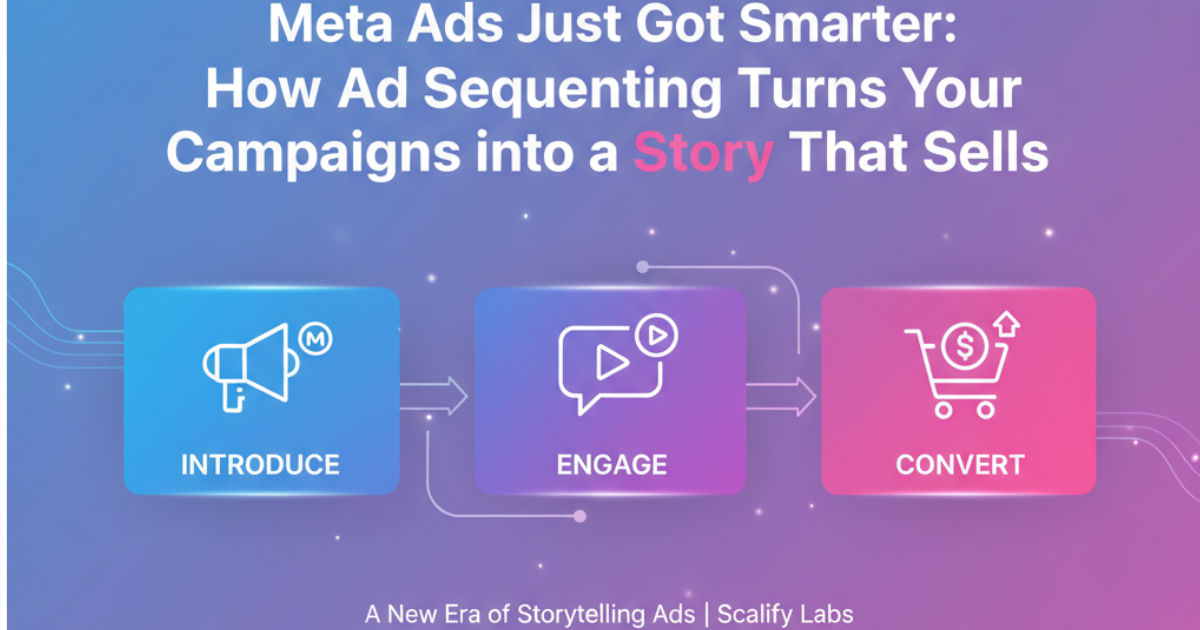 Meta Ads Just Got Smarter:
How Ad Sequenting Turns Your
Campaigns into a Story That Sells
M
$
INTRODUCE
ENGAGE
CONVERT
A New Era of Storytelling Ads | Scalify Labs